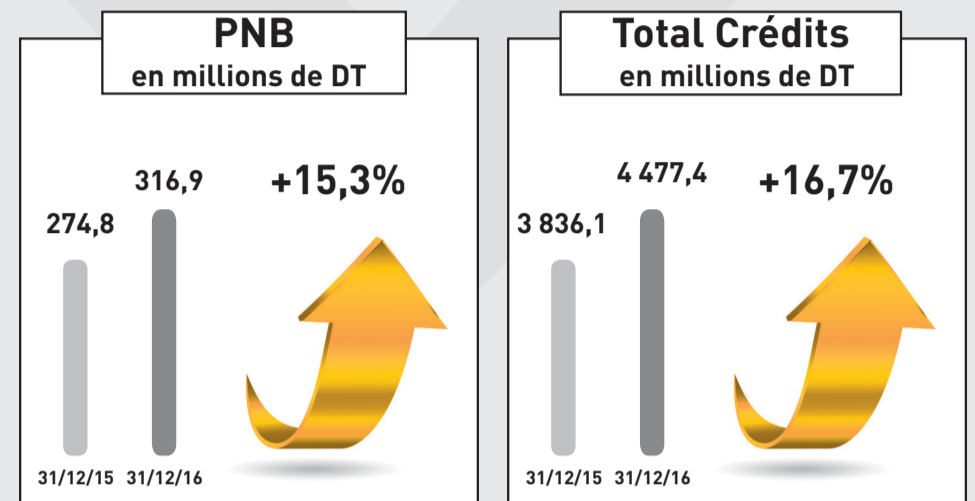 PNB
en millions de DT
316,9
+15,3%
274,8
31/12/15 31/12/16
Total Crédits
en millions de DT
4 477,4
+16,7%
3 836,1
31/12/15 31/12/16